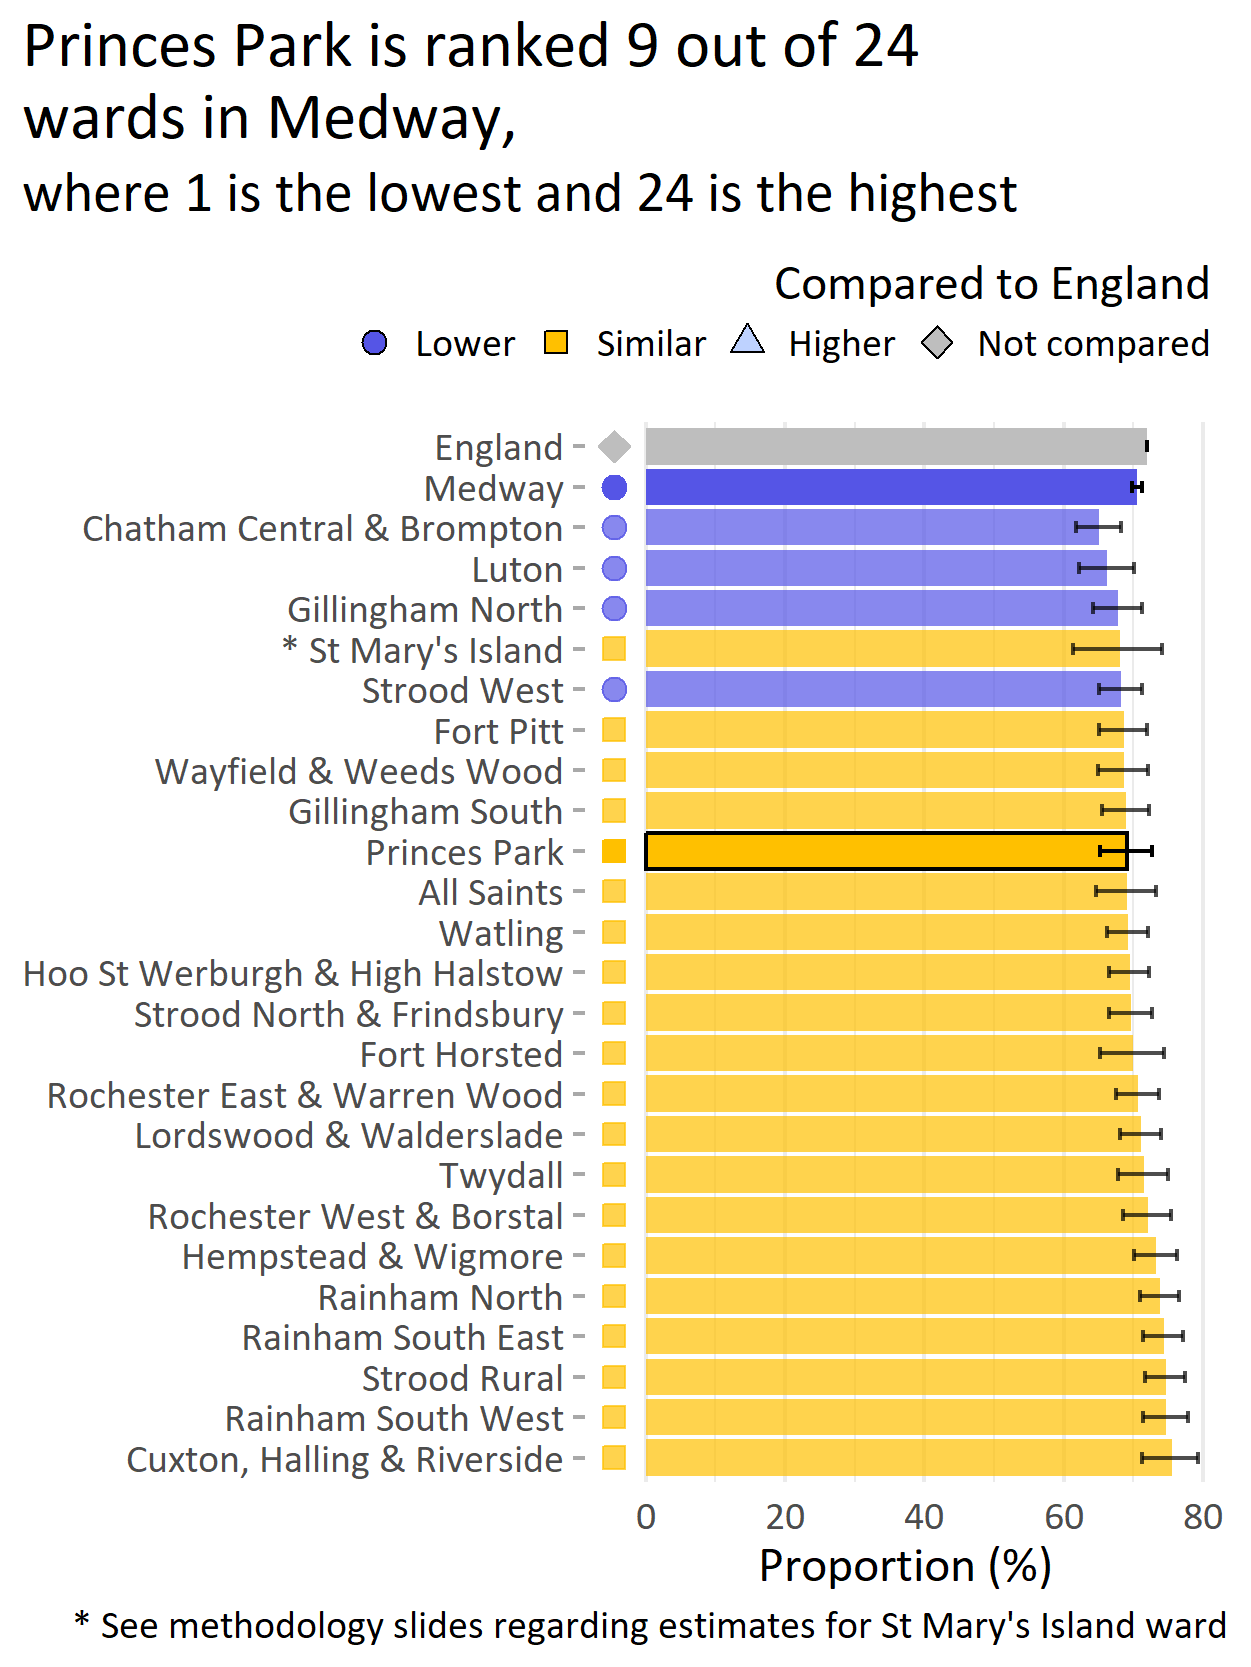 Princes Park is ranked 9 out of 24
wards in Medway,
where 1 is the lowest and 24 is the highest
Compared to England
Lower Similar Higher Not compared
England
Medway
Chatham Central & Brompton
Luton
Gillingham North
* St Mary's Island
Strood West
Fort Pitt
Wayfield & Weeds Wood
Gillingham South
Princes Park
All Saints
Watling
Hoo St Werburgh & High Halstow
Strood North & Frindsbury
Fort Horsted
Rochester East & Warren Wood
Lordswood & Walderslade
Twydall
Rochester West & Borstal
Hempstead & Wigmore
Rainham North
Rainham South East
Strood Rural
Rainham South West
Cuxton, Halling & Riverside
0 20 40 60 80
Proportion (%)
* See methodology slides regarding estimates for St Mary's Island ward